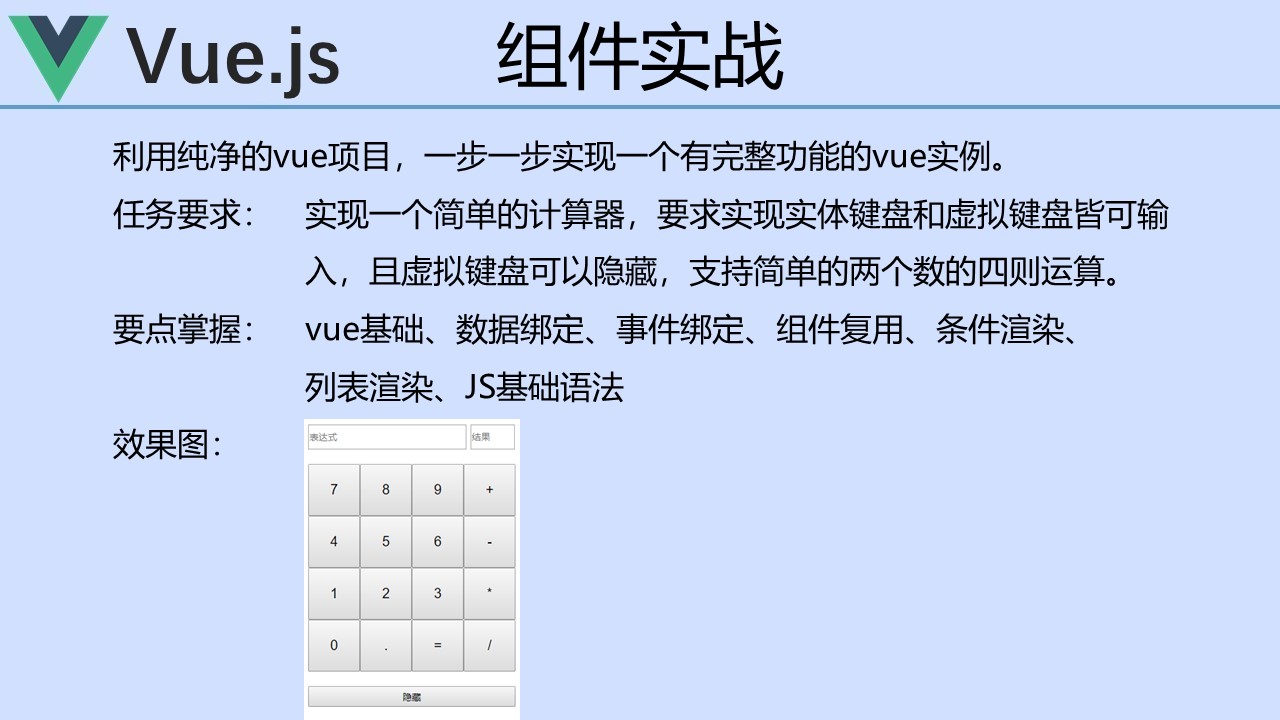 Vue.js 组件实战
利用纯净的vue项目，一步一步实现一个有完整功能的vue实例。
任务要求： 实现一个简单的计算器，要求实现实体键盘和虚拟键盘皆可输
入，且虚拟键盘可以隐藏，支持简单的两个数的四则运算。
要点掌握： vue基础、数据绑定、事件绑定、组件复用、条件渲染、
列表渲染、JS基础语法
效果图：
表达式 结果
7 8 9 +
4 5 6 -
1 2 3 *
0 . = /
隐藏